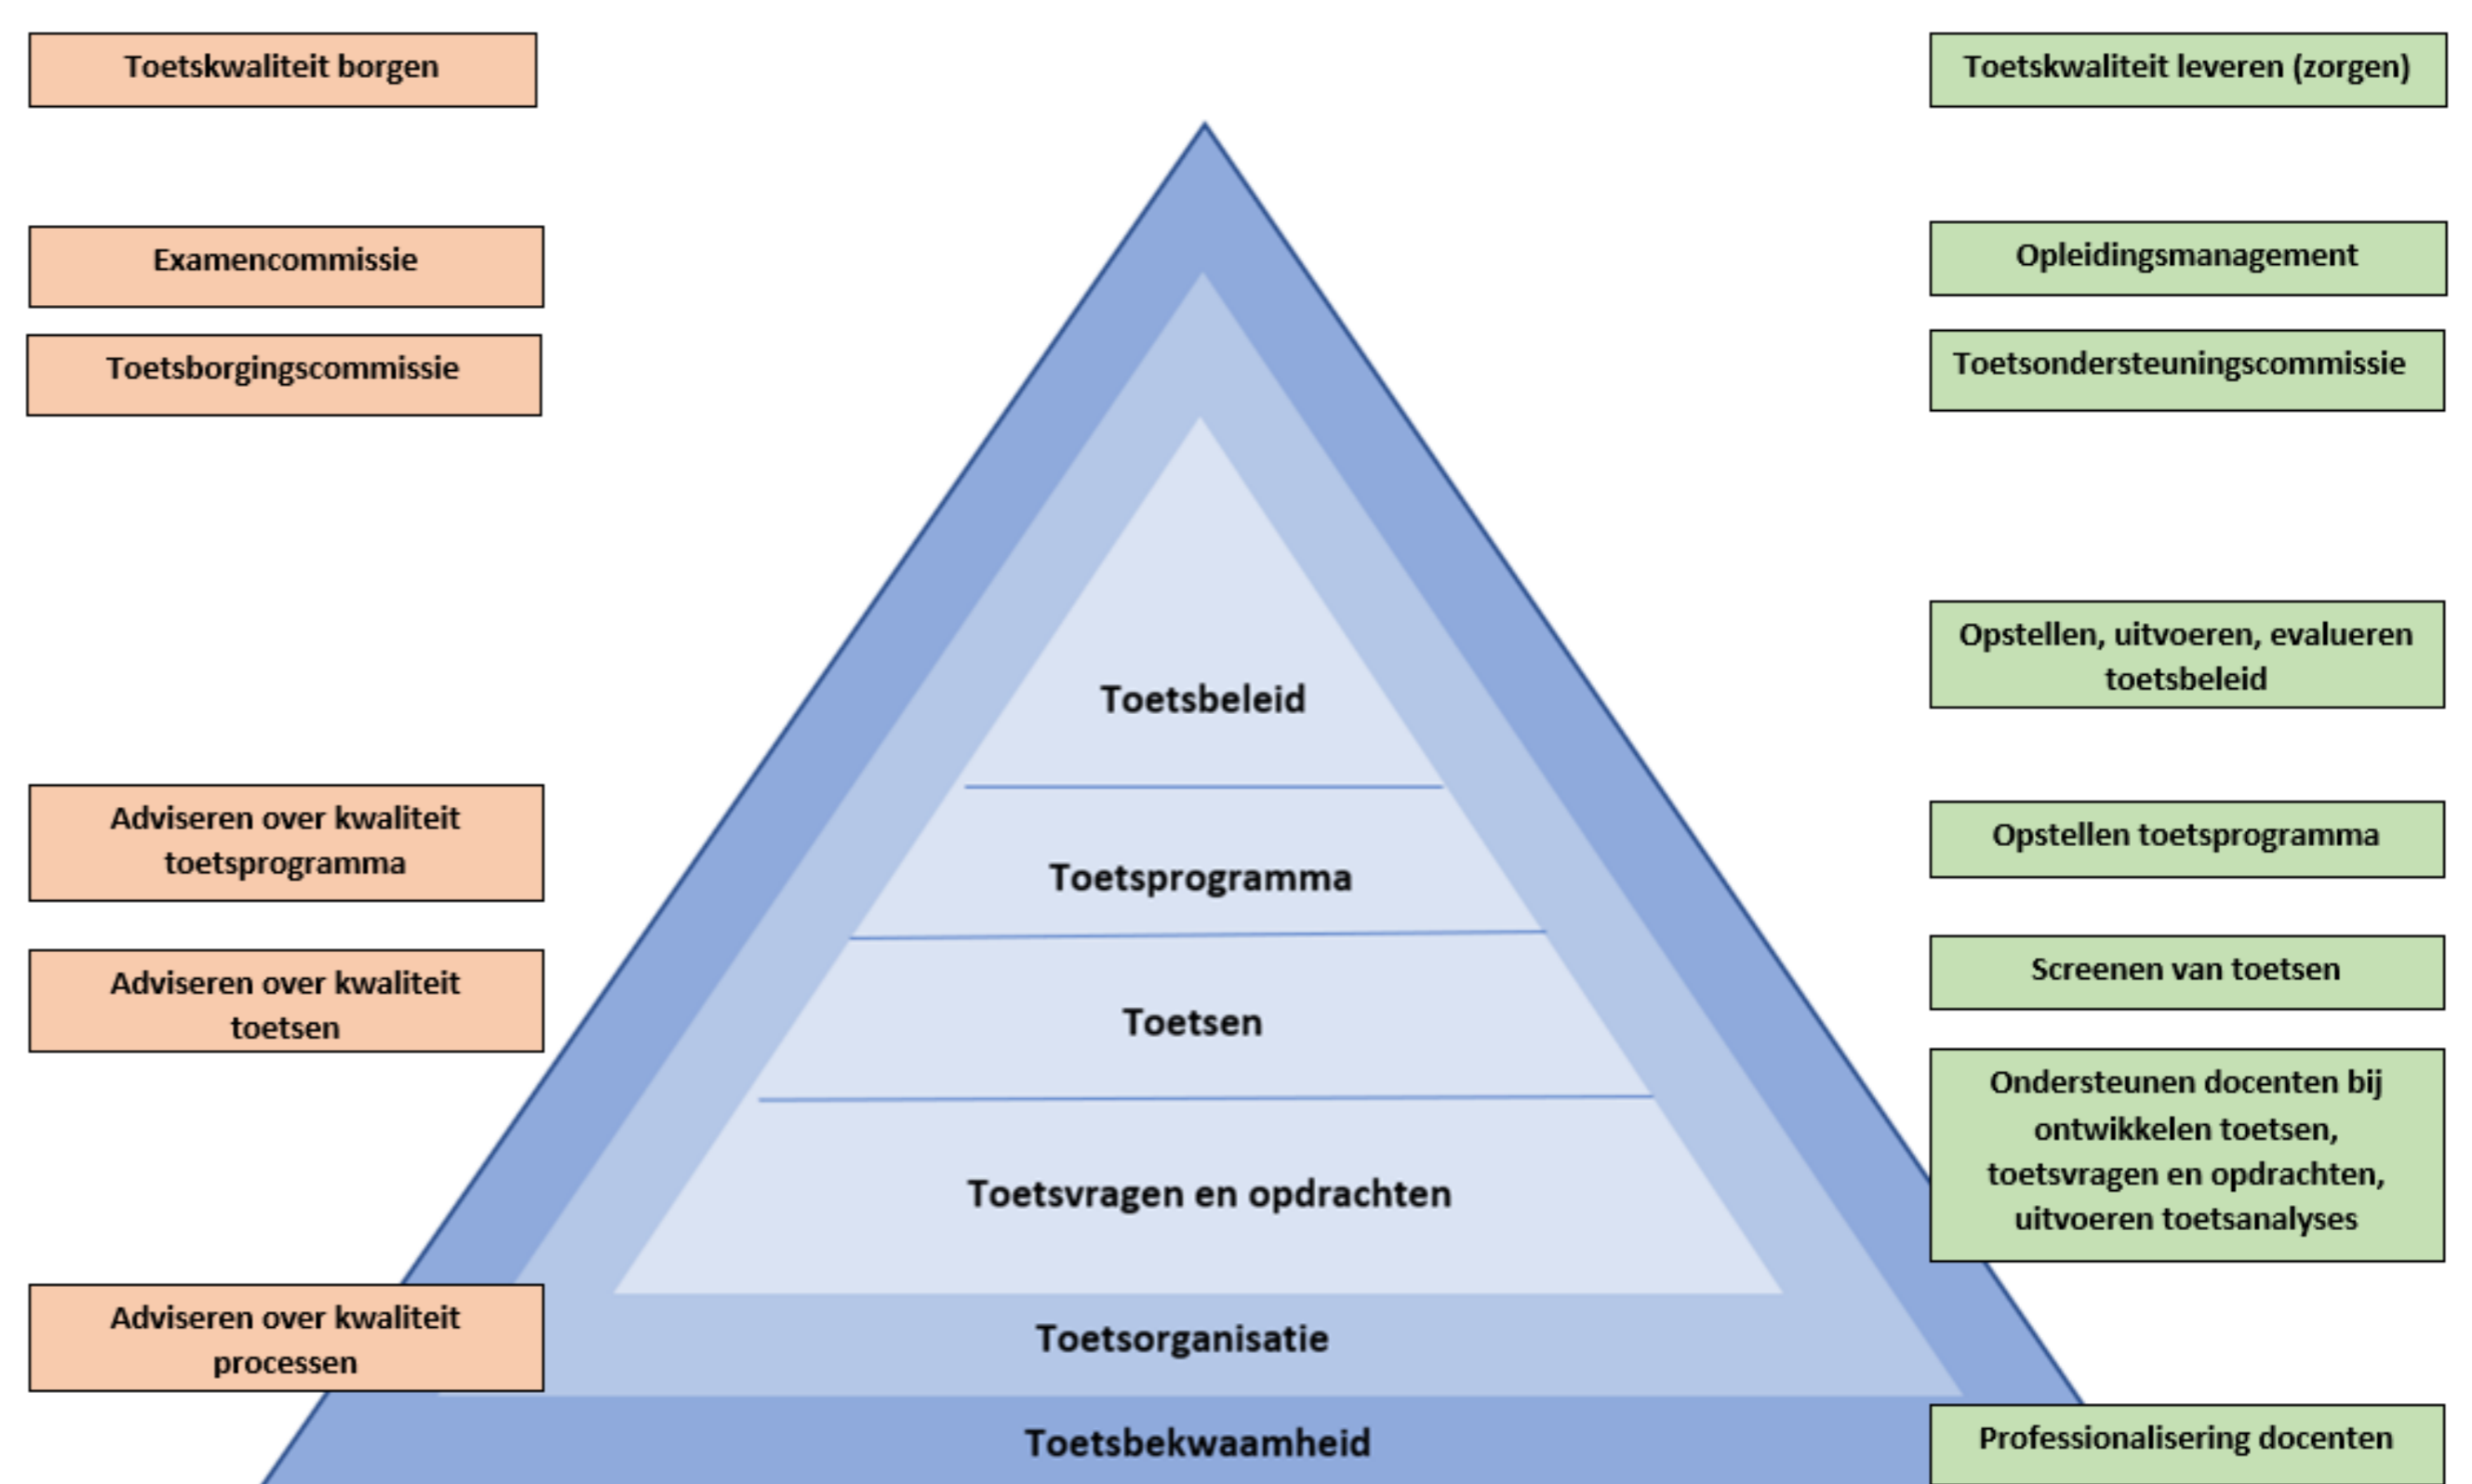 Toetskwaliteit borgen
Toetskwaliteit leveren (zorgen)
Examencommissie
Opleidingsmanagement
Toetsborgingscommissie
Toetsondersteuningscommissie
Opstellen, uitvoeren, evalueren
toetsbeleid
Toetsbeleid
Adviseren over kwaliteit
toetsprogramma
Toetsprogramma
Opstellen toetsprogramma
Adviseren over kwaliteit
toetsen
Toetsen
Screenen van toetsen
Ondersteunen docenten bij
ontwikkelen toetsen,
toetsvragen en opdrachten,
uitvoeren toetsanalyses
Toetsvragen en opdrachten
Adviseren over kwaliteit
processen
Toetsorganisatie
Toetsbekwaamheid
Professionalisering docenten